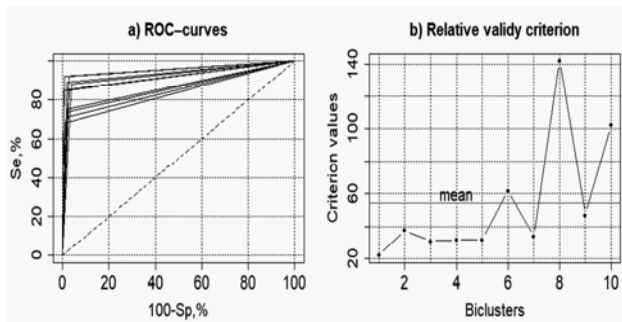 a) ROC–curves
Se,%
80
60
40
20
0
0 20 40 60 80 100
100-Sp,%
b) Relative validy criterion
Criterion values
140
100
60
20
mean
2 4 6 8 10
Biclusters